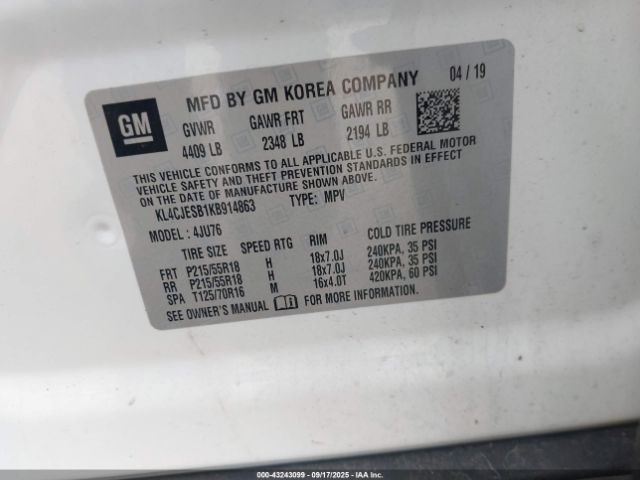 GM
MFD BY GM KOREA COMPANY 04 / 19
GVWR GAWR FRT GAWR RR
4409 LB 2348 LB 2194 LB
THIS VEHICLE CONFORMS TO ALL APPLICABLE U.S. FEDERAL MOTOR
VEHICLE SAFETY AND THEFT PREVENTION STANDARDS IN EFFECT
ON THE DATE OF MANUFACTURE SHOWN ABOVE.
KL4CJESB1KB914863 TYPE: MPV
MODEL: 4JU76
TIRE SIZE SPEED RTG RIM COLD TIRE PRESSURE
FRT P215/55R18 H 18x7.0J 240KPA, 35 PSI
RR P215/55R18 H 18x7.0J 240KPA, 35 PSI
SPA T125/70R16 M 16x4.0T 420KPA, 60 PSI
SEE OWNER'S MANUAL i FOR MORE INFORMATION.
00-43243099 - 09/17/2025 - IAA Inc.